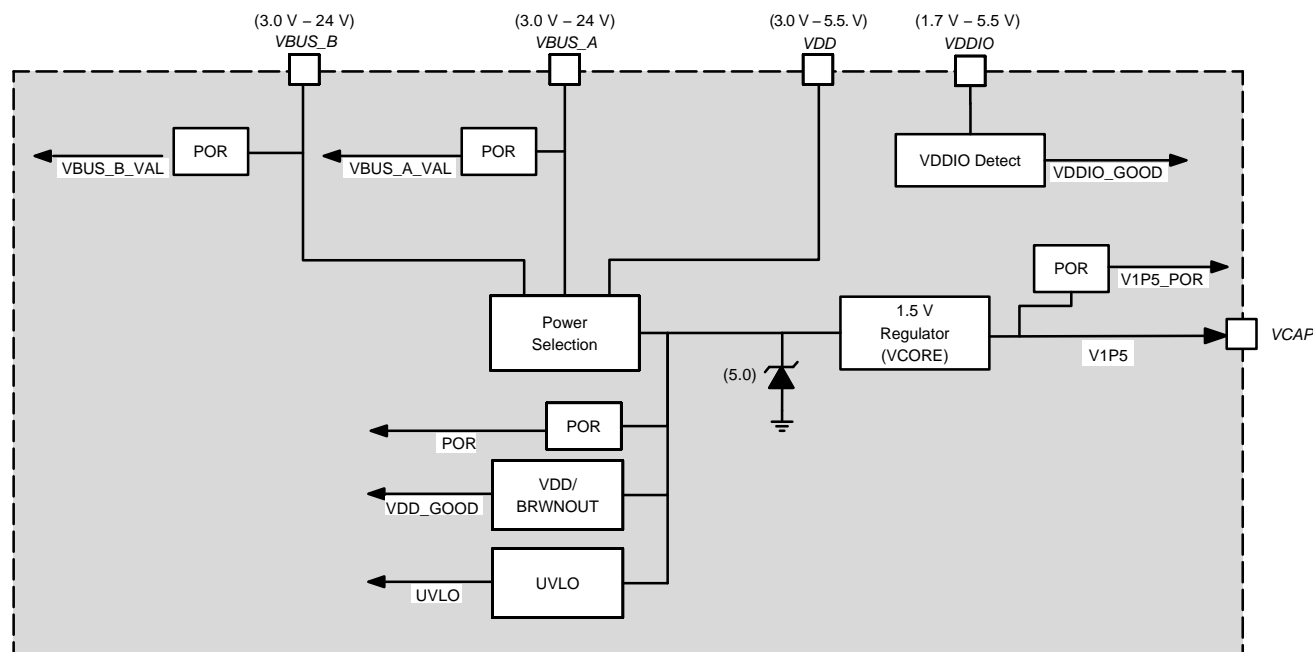 (3.0 V – 24 V)
VBUS_B
(3.0 V – 24 V)
VBUS_A
(3.0 V – 5.5. V)
VDD
(1.7 V – 5.5 V)
VDDIO
POR
VBUS_B_VAL
POR
VBUS_A_VAL
VDDIO Detect
VDDIO_GOOD
POR
V1P5_POR
Power
Selection
1.5 V
Regulator
(VCORE)
V1P5
VCAP
(5.0)
POR
POR
VDD/
BRWNOUT
VDD_GOOD
UVLO
UVLO